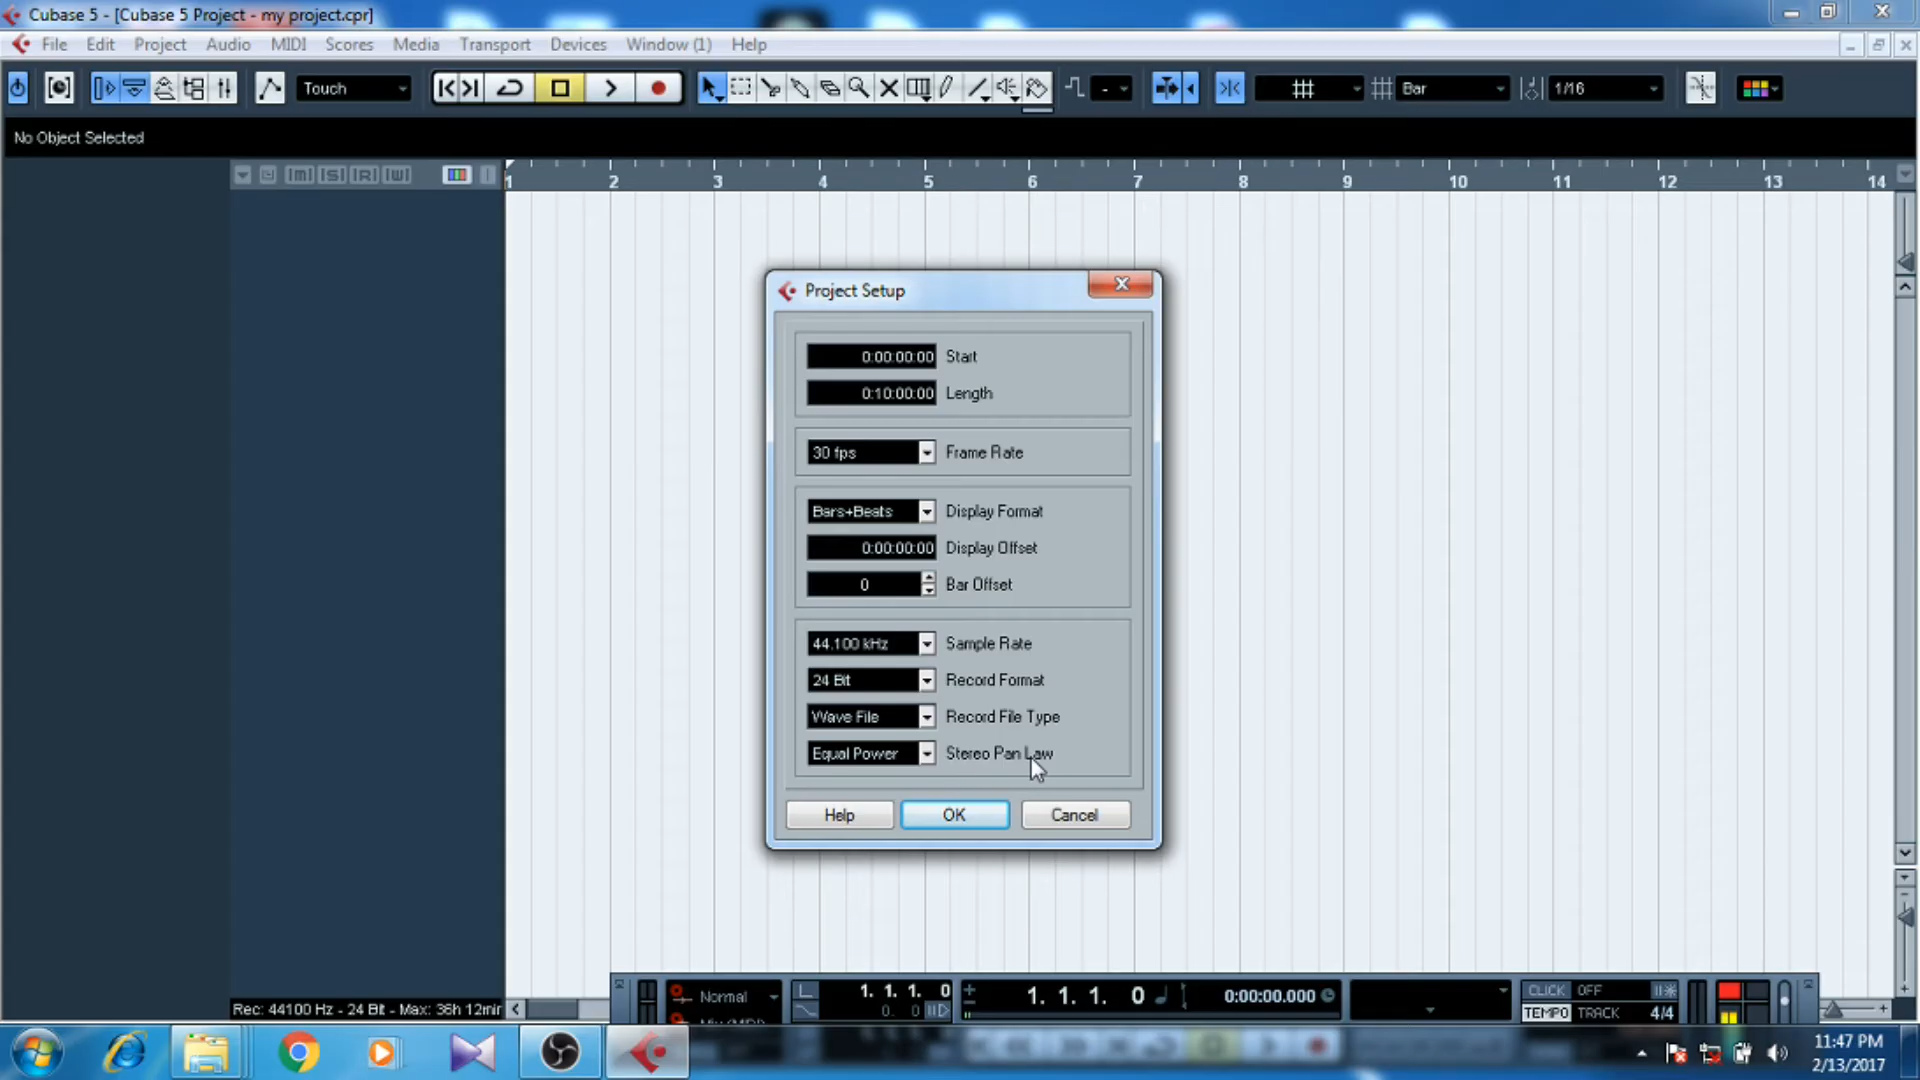 Cubase 5 - [Cubase 5 Project - my project.cpr]
File Edit Project Audio MIDI Scores Media Transport Devices Window (1) Help
Touch - Bar 1/16
No Object Selected
1 2 3 4 5 6 7 8 9 10 11 12 13 14
Project Setup
0:00:00:00 Start
0:10:00:00 Length
30 fps Frame Rate
Bars+Beats Display Format
0:00:00:00 Display Offset
0 Bar Offset
44.100 kHz Sample Rate
24 Bit Record Format
Wave File Record File Type
Equal Power Stereo Pan Law
Help OK Cancel
Rec: 44100 Hz - 24 Bit - Max: 36h 12min
Normal 1. 1. 1. 0 1. 1. 1. 0 0:00:00.000 CLICK OFF
0. 0. 0 TEMPO TRACK 4/4
11:47 PM
2/13/2017